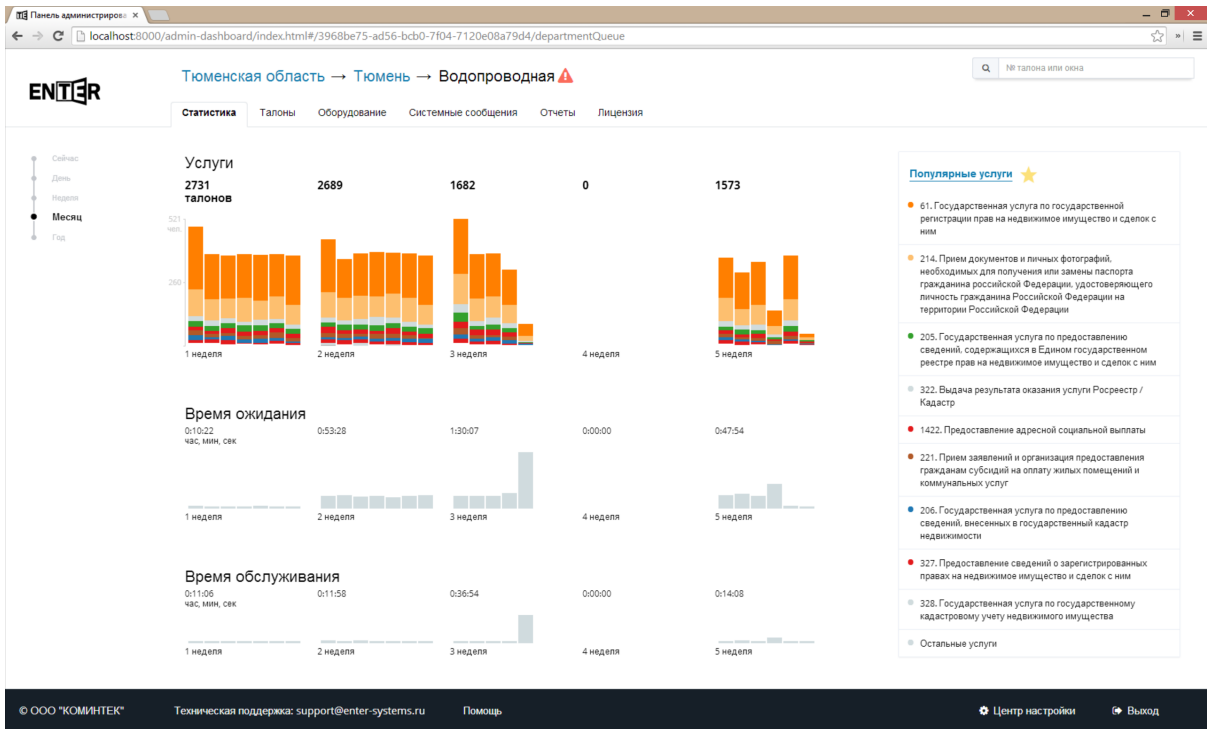 Панель администрирова
localhost:8000/admin-dashboard/index.html#/3968be75-ad56-bcb0-7f04-7120e08a79d4/departmentQueue
ENTER
Тюменская область → Тюмень → Водопроводная
№ талона или окна
Статистика Талоны Оборудование Системные сообщения Отчеты Лицензия
Сейчас
День
Неделя
Месяц
Год
Услуги
2731 2689 1682 0 1573
талонов
521
чел.
260
1 неделя 2 неделя 3 неделя 4 неделя 5 неделя
Время ожидания
0:10:22 0:53:28 1:30:07 0:00:00 0:47:54
час, мин, сек
1 неделя 2 неделя 3 неделя 4 неделя 5 неделя
Время обслуживания
0:11:06 0:11:58 0:36:54 0:00:00 0:14:08
час, мин, сек
1 неделя 2 неделя 3 неделя 4 неделя 5 неделя
Популярные услуги
61. Государственная услуга по государственной
регистрации прав на недвижимое имущество и сделок с
ним
214. Прием документов и личных фотографий,
необходимых для получения или замены паспорта
гражданина российской Федерации, удостоверяющего
личность гражданина Российской Федерации на
территории Российской Федерации
205. Государственная услуга по предоставлению
сведений, содержащихся в Едином государственном
реестре прав на недвижимое имущество и сделок с ним
322. Выдача результата оказания услуги Росреестр /
Кадастр
1422. Предоставление адресной социальной выплаты
221. Прием заявлений и организация предоставления
гражданам субсидий на оплату жилых помещений и
коммунальных услуг
206. Государственная услуга по предоставлению
сведений, внесенных в государственный кадастр
недвижимости
327. Предоставление сведений о зарегистрированных
правах на недвижимое имущество и сделок с ним
328. Государственная услуга по государственному
кадастровому учету недвижимого имущества
Остальные услуги
© ООО "КОМИНТЕК" Техническая поддержка: support@enter-systems.ru Помощь Центр настройки Выход